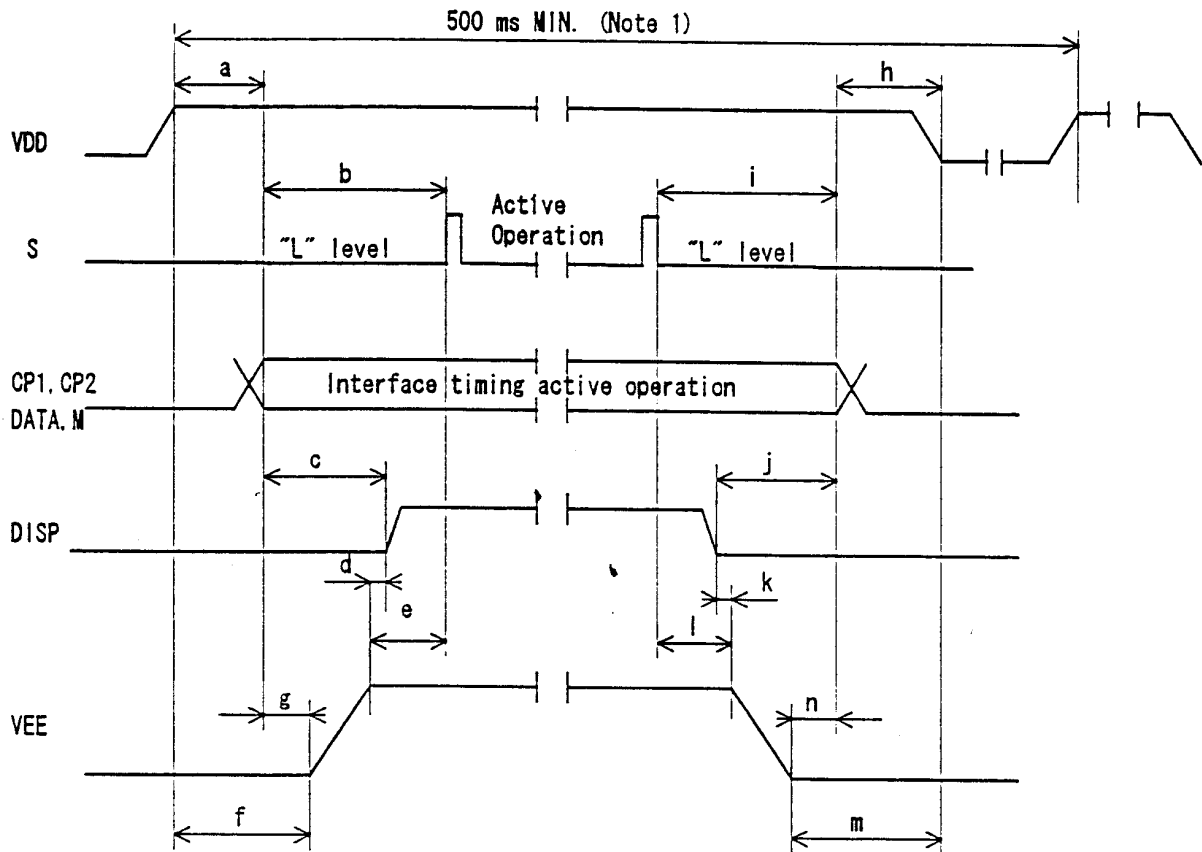 500 ms MIN. (Note 1)
a
h
VDD
b
i
Active
Operation
S
"L" level
"L" level
CP1, CP2
DATA, M
Interface timing active operation
c
j
DISP
d
k
e
l
g
n
VEE
f
m